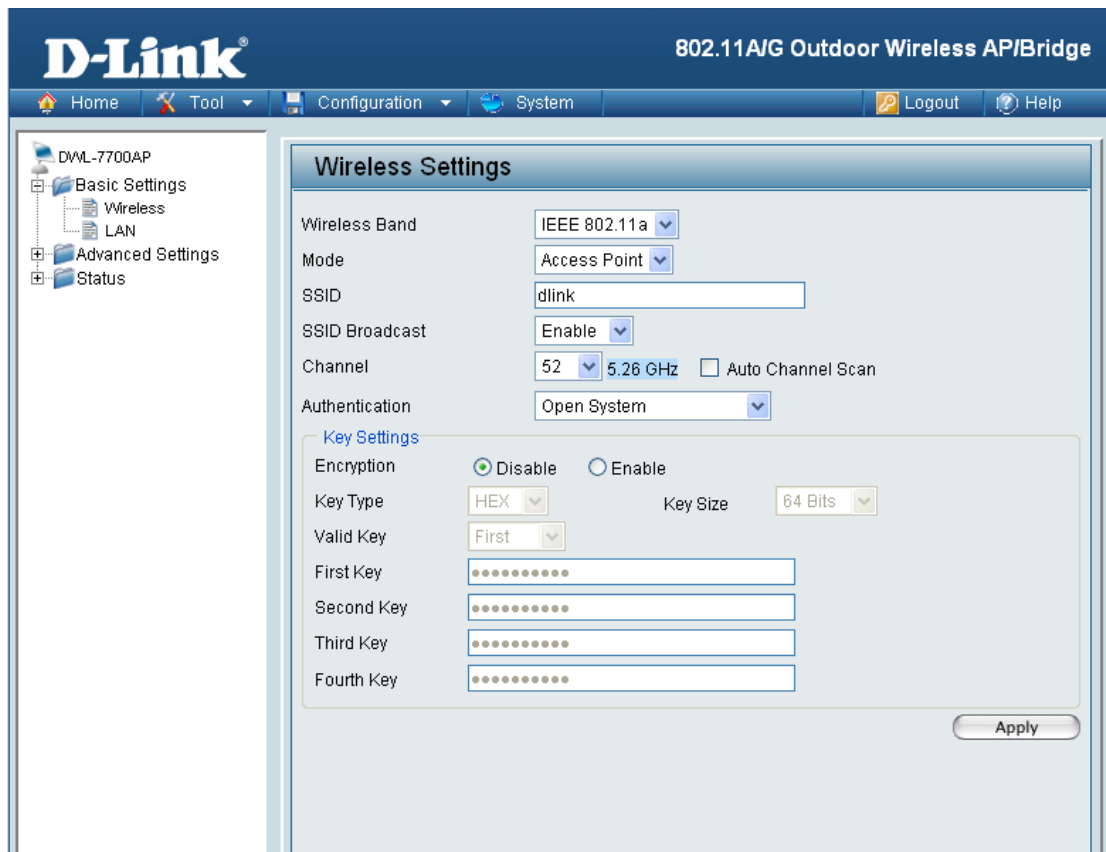 D-Link®
802.11A/G Outdoor Wireless AP/Bridge
Home Tool Configuration System Logout Help
DWL-7700AP
Basic Settings
Wireless
LAN
Advanced Settings
Status
Wireless Settings
Wireless Band IEEE 802.11a
Mode Access Point
SSID dlink
SSID Broadcast Enable
Channel 52 5.26 GHz Auto Channel Scan
Authentication Open System
Key Settings
Encryption Disable Enable
Key Type HEX Key Size 64 Bits
Valid Key First
First Key ●●●●●●●●●●
Second Key ●●●●●●●●●●
Third Key ●●●●●●●●●●
Fourth Key ●●●●●●●●●●
Apply